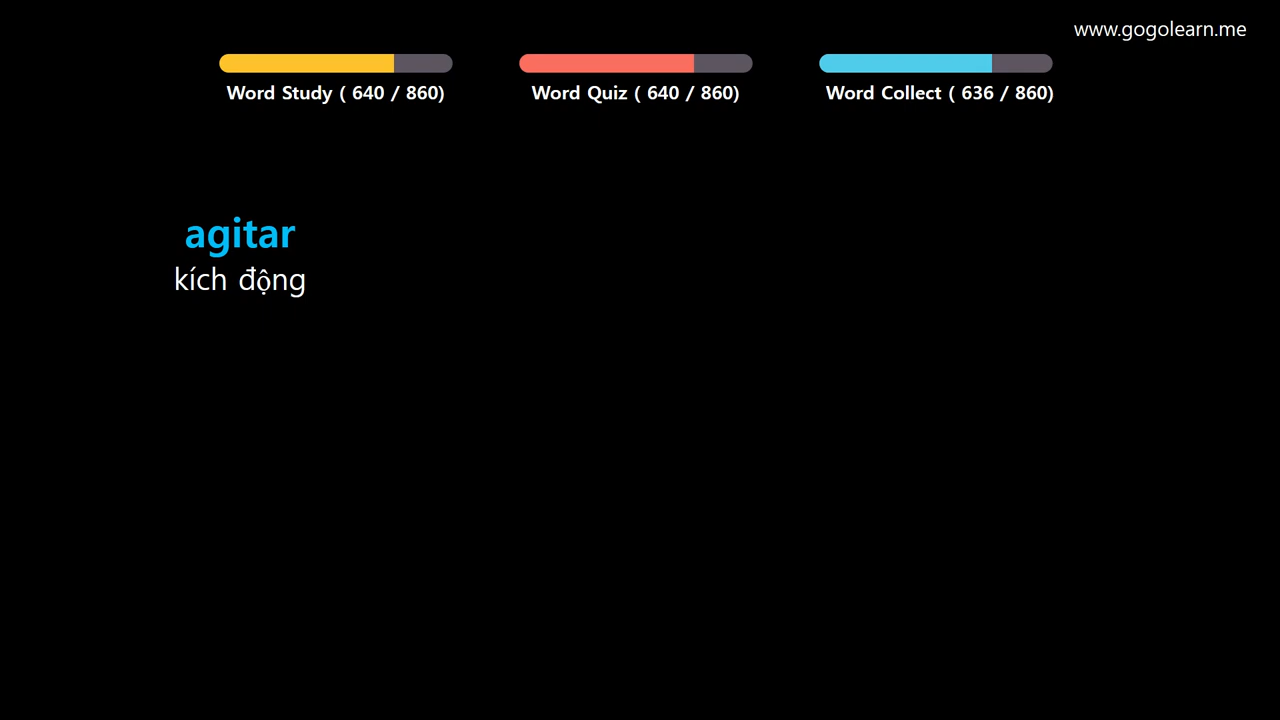 www.gogolearn.me
Word Study ( 640 / 860)
Word Quiz ( 640 / 860)
Word Collect ( 636 / 860)
agitar
kích động